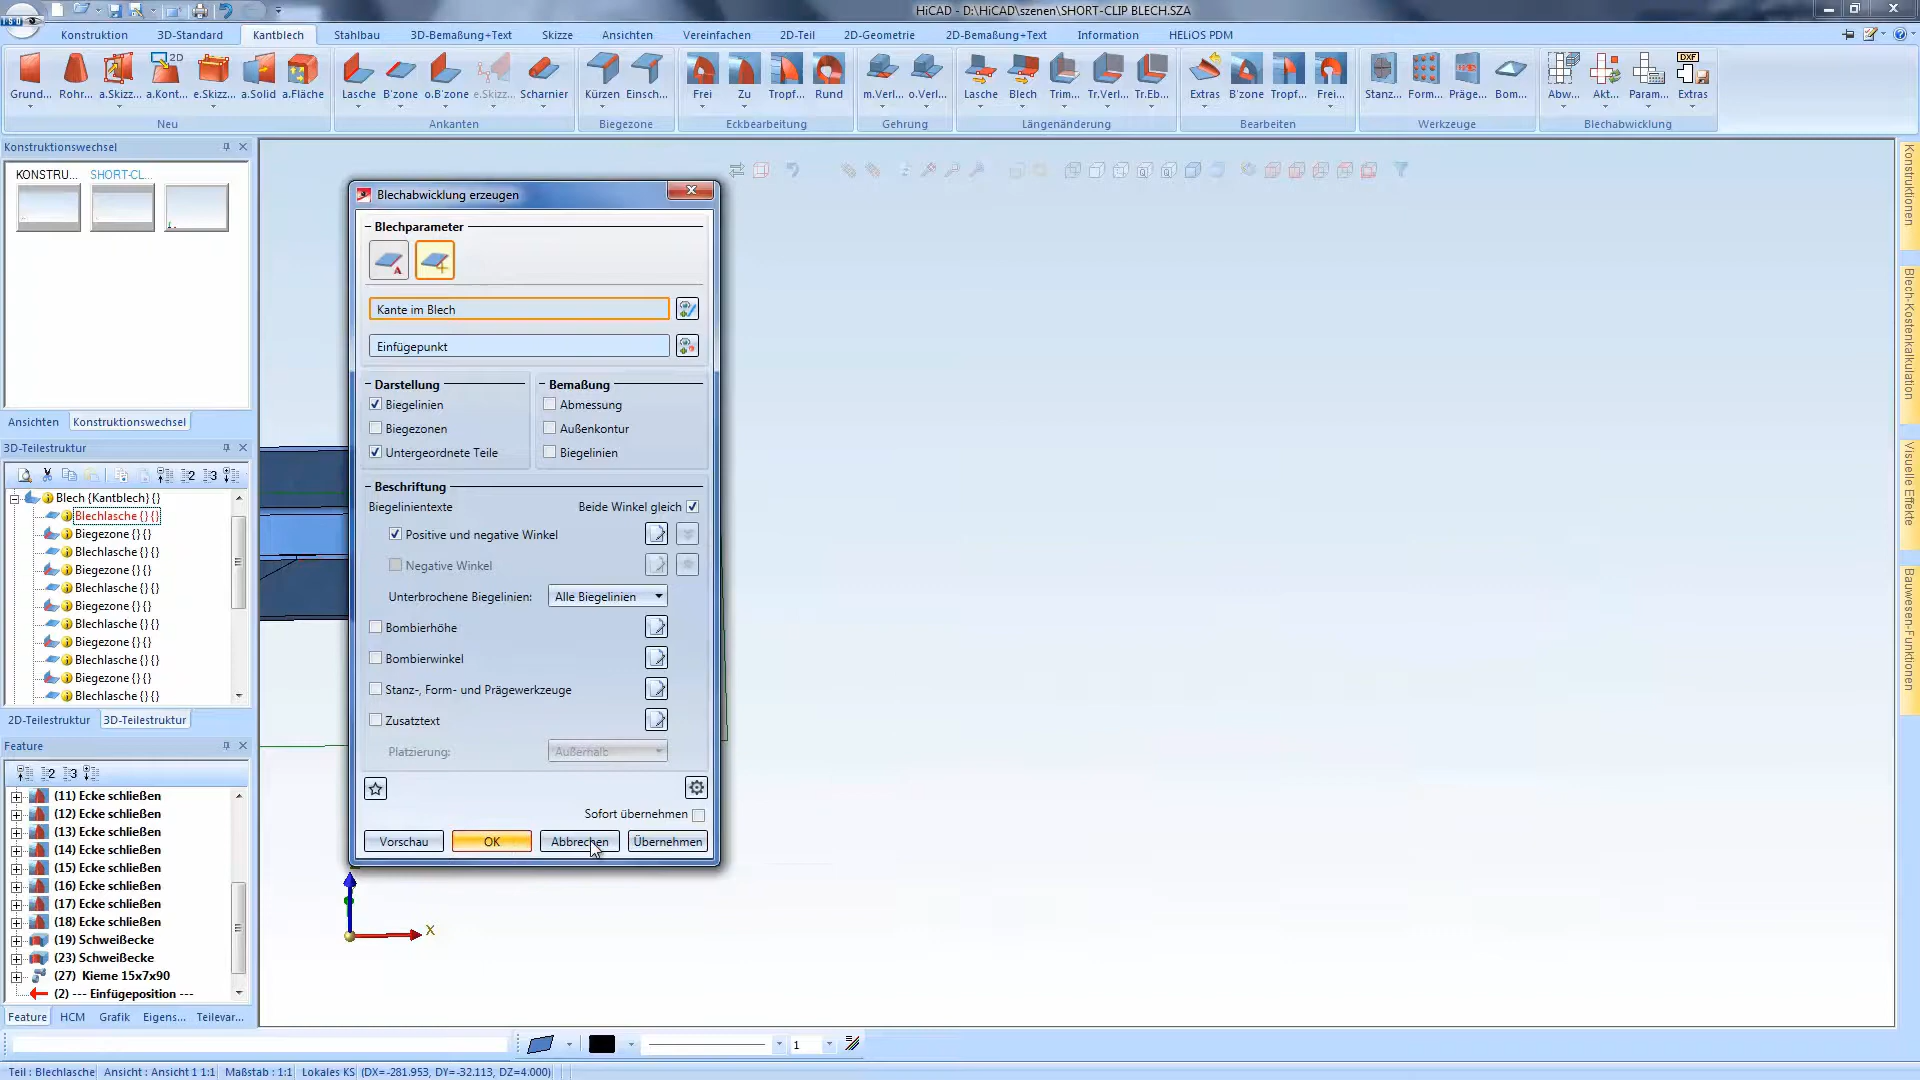 HiCAD - D:\HiCAD\szenen\SHORT-CLIP BLECH.SZA
Konstruktion 3D-Standard Kantblech Stahlbau 3D-Bemaßung+Text Skizze Ansichten Vereinfachen 2D-Teil 2D-Geometrie 2D-Bemaßung+Text Information HELiOS PDM
Grund... Rohr... a.Skizz... a.Kont... e.Skizz... a.Solid a.Fläche Lasche B'zone o.B'zone e.Skizz... Scharnier Kürzen Einsch... Frei Zu Tropf... Rund m.Verl... o.Verl... Lasche Blech Trim... Tr.Verl... Tr.Eb... Extras B'zone Tropf... Frei... Stanz... Form... Präge... Bom... Abw... Akt... Param... Extras
Neu Ankanten Biegezone Eckbearbeitung Gehrung Längenänderung Bearbeiten Werkzeuge Blechabwicklung
Konstruktionswechsel
KONSTRU... SHORT-CL...
Ansichten Konstruktionswechsel
3D-Teilestruktur
Blech {Kantblech} {}
Blechlasche {} {}
Biegezone {} {}
Blechlasche {} {}
Biegezone {} {}
Blechlasche {} {}
Biegezone {} {}
Blechlasche {} {}
Biegezone {} {}
Blechlasche {} {}
Biegezone {} {}
Blechlasche {} {}
2D-Teilestruktur 3D-Teilestruktur
Feature
(11) Ecke schließen
(12) Ecke schließen
(13) Ecke schließen
(14) Ecke schließen
(15) Ecke schließen
(16) Ecke schließen
(17) Ecke schließen
(18) Ecke schließen
(19) Schweißecke
(23) Schweißecke
(27) Kieme 15x7x90
(2) --- Einfügeposition ---
Feature HCM Grafik Eigens... Teilevar...
Blechabwicklung erzeugen
Blechparameter
Kante im Blech
Einfügepunkt
Darstellung
Biegelinien
Biegezonen
Untergeordnete Teile
Bemaßung
Abmessung
Außenkontur
Biegelinien
Beschriftung
Biegelinientexte Beide Winkel gleich
Positive und negative Winkel
Negative Winkel
Unterbrochene Biegelinien: Alle Biegelinien
Bombierhöhe
Bombierwinkel
Stanz-, Form- und Prägewerkzeuge
Zusatztext
Platzierung: Außerhalb
Sofort übernehmen
Vorschau OK Abbrechen Übernehmen
X
Konstruktionen
Blech-Kostenkalkulation
Visuelle Effekte
Bauwesen-Funktionen
1
Teil : Blechlasche Ansicht : Ansicht 1 1:1 Maßstab : 1:1 Lokales KS (DX=-281.953, DY=-32.113, DZ=4.000)